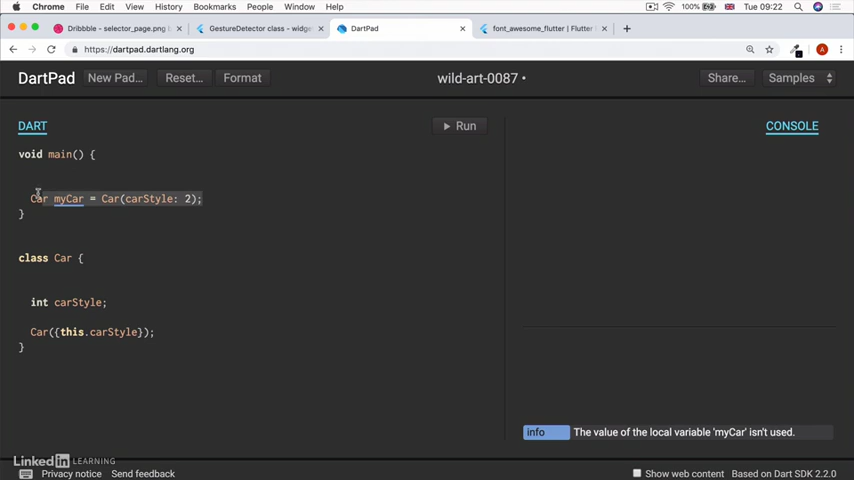 Chrome File Edit View History Bookmarks People Window Help 100% Tue 09:22
Dribbble - selector_page.png b GestureDetector class - widge DartPad font_awesome_flutter | Flutter
https://dartpad.dartlang.org A
DartPad New Pad... Reset... Format wild-art-0087 • Share... Samples
DART Run CONSOLE
void main() {
Car myCar = Car(carStyle: 2);
}
class Car {
int carStyle;
Car({this.carStyle});
}
info The value of the local variable 'myCar' isn't used.
Linked in LEARNING
Privacy notice Send feedback Show web content Based on Dart SDK 2.2.0